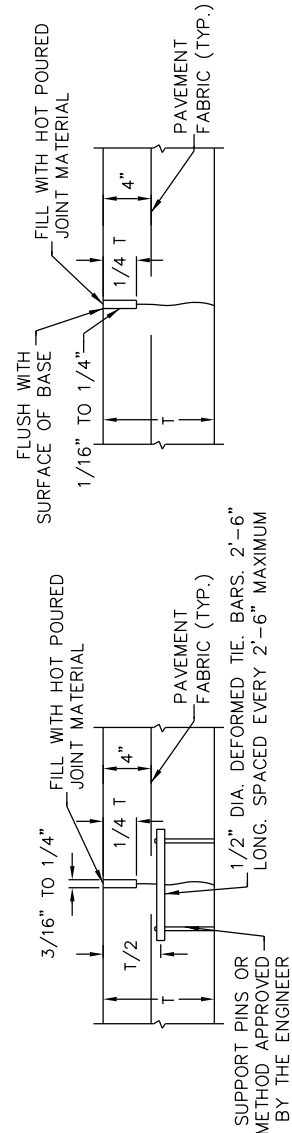 3/16" TO 1/4"
FILL WITH HOT POURED
JOINT MATERIAL
T/2
T
1/4 T
4"
PAVEMENT
FABRIC (TYP.)
SUPPORT PINS OR
METHOD APPROVED
BY THE ENGINEER
1/2" DIA. DEFORMED TIE. BARS. 2'-6"
LONG. SPACED EVERY 2'-6" MAXIMUM
FLUSH WITH
SURFACE OF BASE
1/16" TO 1/4"
FILL WITH HOT POURED
JOINT MATERIAL
T
1/4 T
4"
PAVEMENT
FABRIC (TYP.)